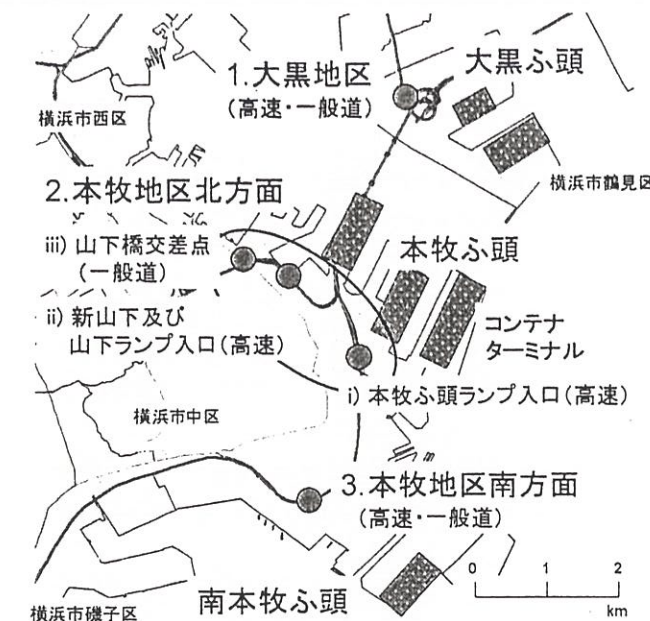 1.大黒地区
(高速・一般道)
大黒ふ頭
横浜市西区
横浜市鶴見区
2.本牧地区北方面
iii) 山下橋交差点
(一般道)
本牧ふ頭
ii) 新山下及び
山下ランプ入口(高速)
コンテナ
ターミナル
i) 本牧ふ頭ランプ入口(高速)
横浜市中区
3.本牧地区南方面
(高速・一般道)
南本牧ふ頭
0 1 2
km
横浜市磯子区